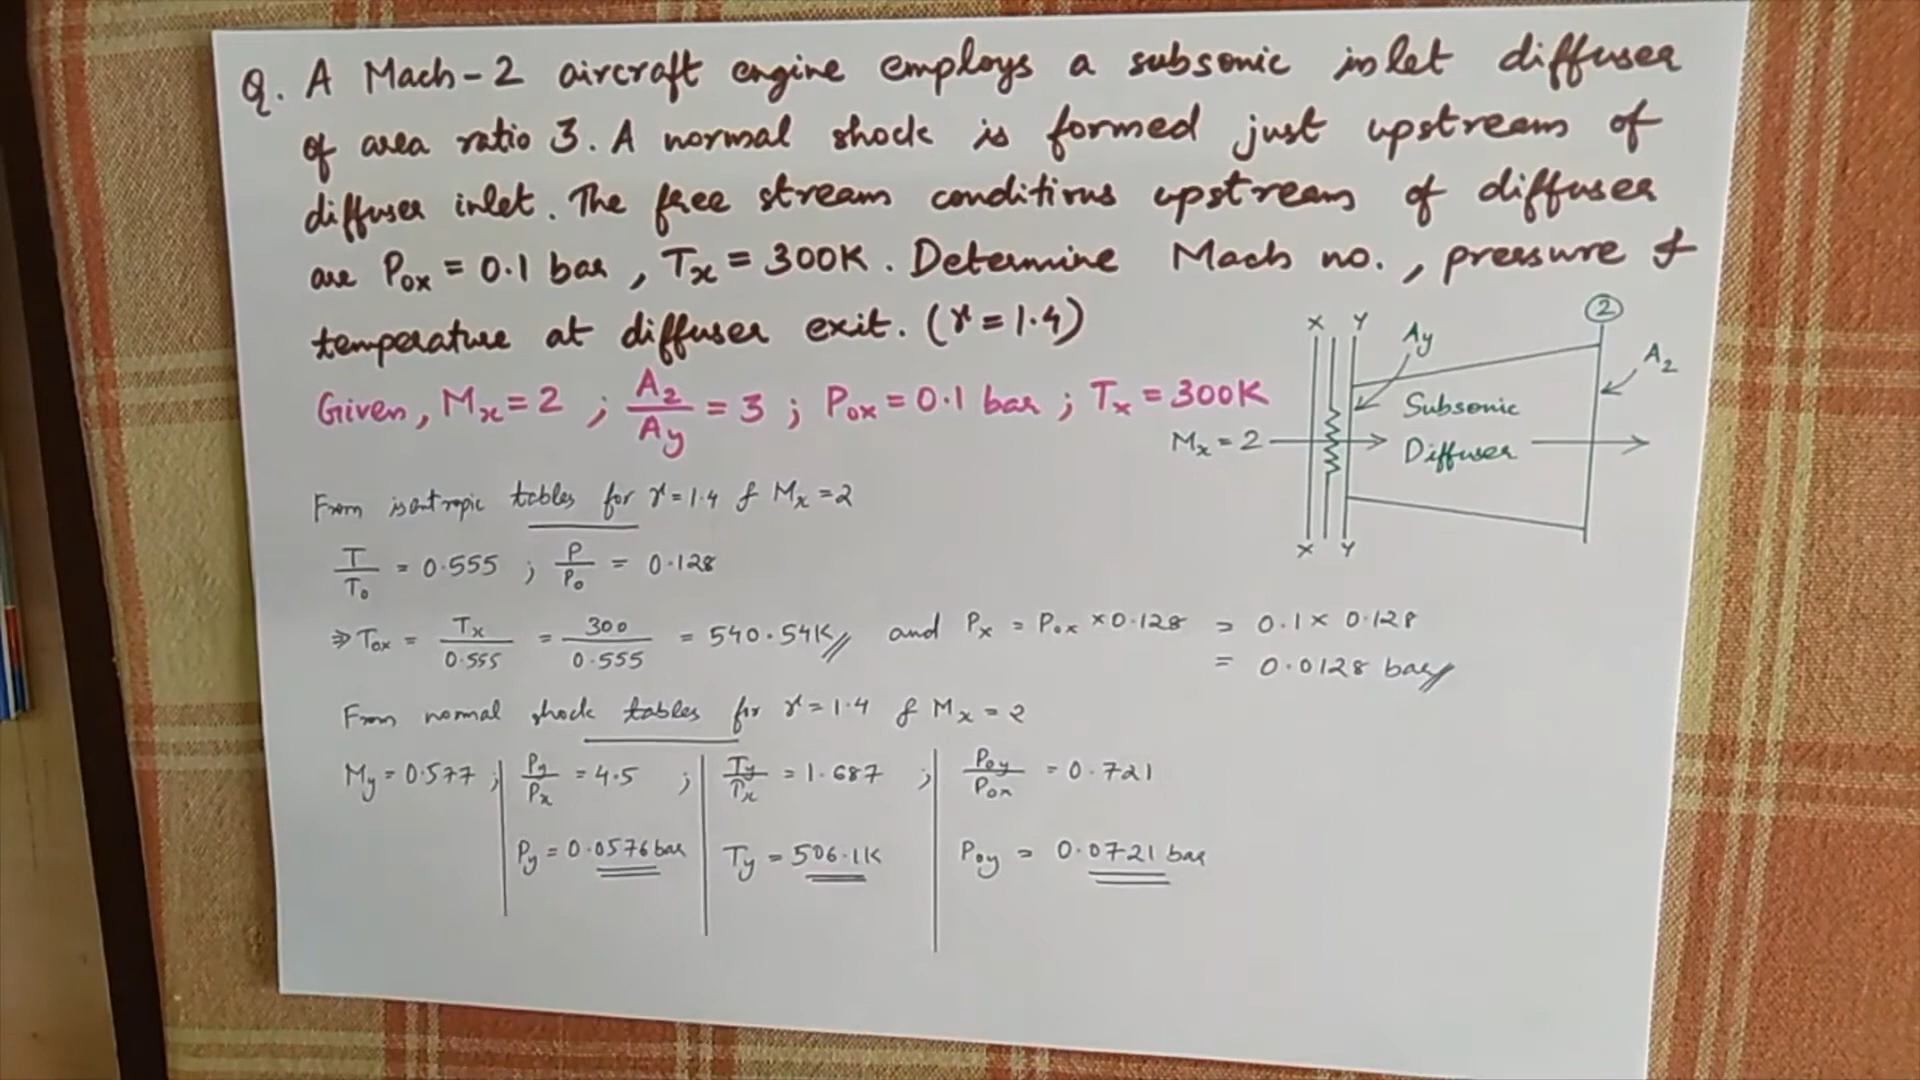 Q. A Mach-2 aircraft engine employs a subsonic inlet diffuser
of area ratio 3. A normal shock is formed just upstream of
diffuser inlet. The free stream conditions upstream of diffuser
are Pox = 0.1 bar, Tx = 300K. Determine Mach no., pressure &
temperature at diffuser exit. (γ = 1.4)
Given, Mx = 2 ; A2/Ay = 3 ; Pox = 0.1 bar ; Tx = 300K
X Y Ay ② A2
Subsonic
Mx = 2 Diffuser
X Y
From isentropic tables for γ = 1.4 & Mx = 2
T/To = 0.555 ; P/Po = 0.128
⇒ Tox = Tx/0.555 = 300/0.555 = 540.54K and Px = Pox × 0.128 = 0.1 × 0.128
= 0.0128 bar
From normal shock tables for γ = 1.4 & Mx = 2
My = 0.577 ; Py/Px = 4.5 ; Ty/Tx = 1.687 ; Poy/Pox = 0.721
Py = 0.0576 bar Ty = 506.1K Poy = 0.0721 bar